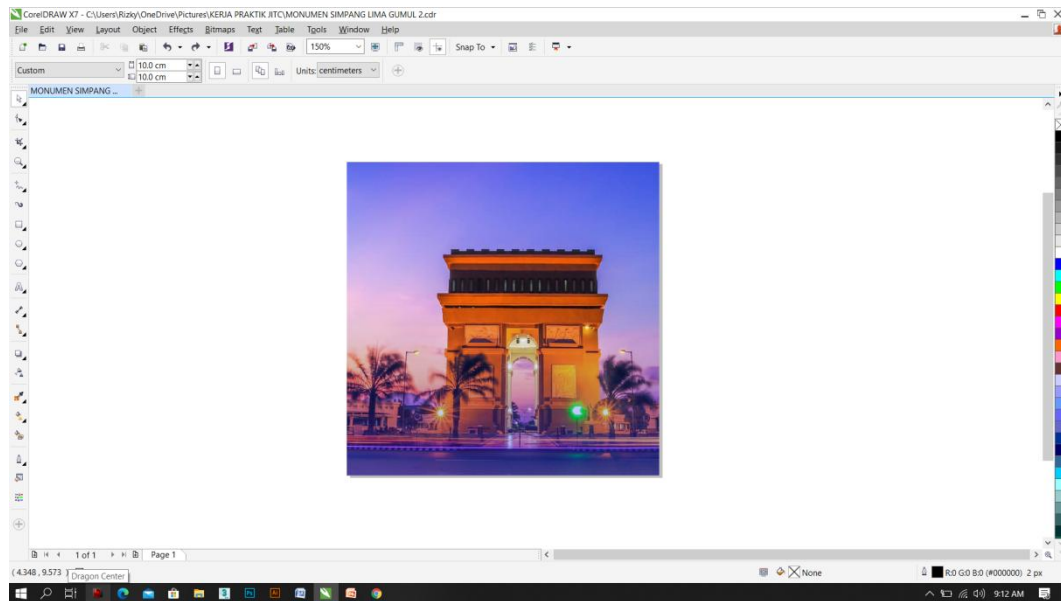 CorelDRAW X7 - C:\Users\Rizky\OneDrive\Pictures\KERJA PRAKTIK JITC\MONUMEN SIMPANG LIMA GUMUL 2.cdr
File Edit View Layout Object Effects Bitmaps Text Table Tools Window Help
150% Snap To
Custom 10.0 cm 10.0 cm Units: centimeters
MONUMEN SIMPANG ...
1 of 1 Page 1
( 4.348 , 9.573 ) None R:0 G:0 B:0 (#000000) 2 px
Dragon Center
9:12 AM